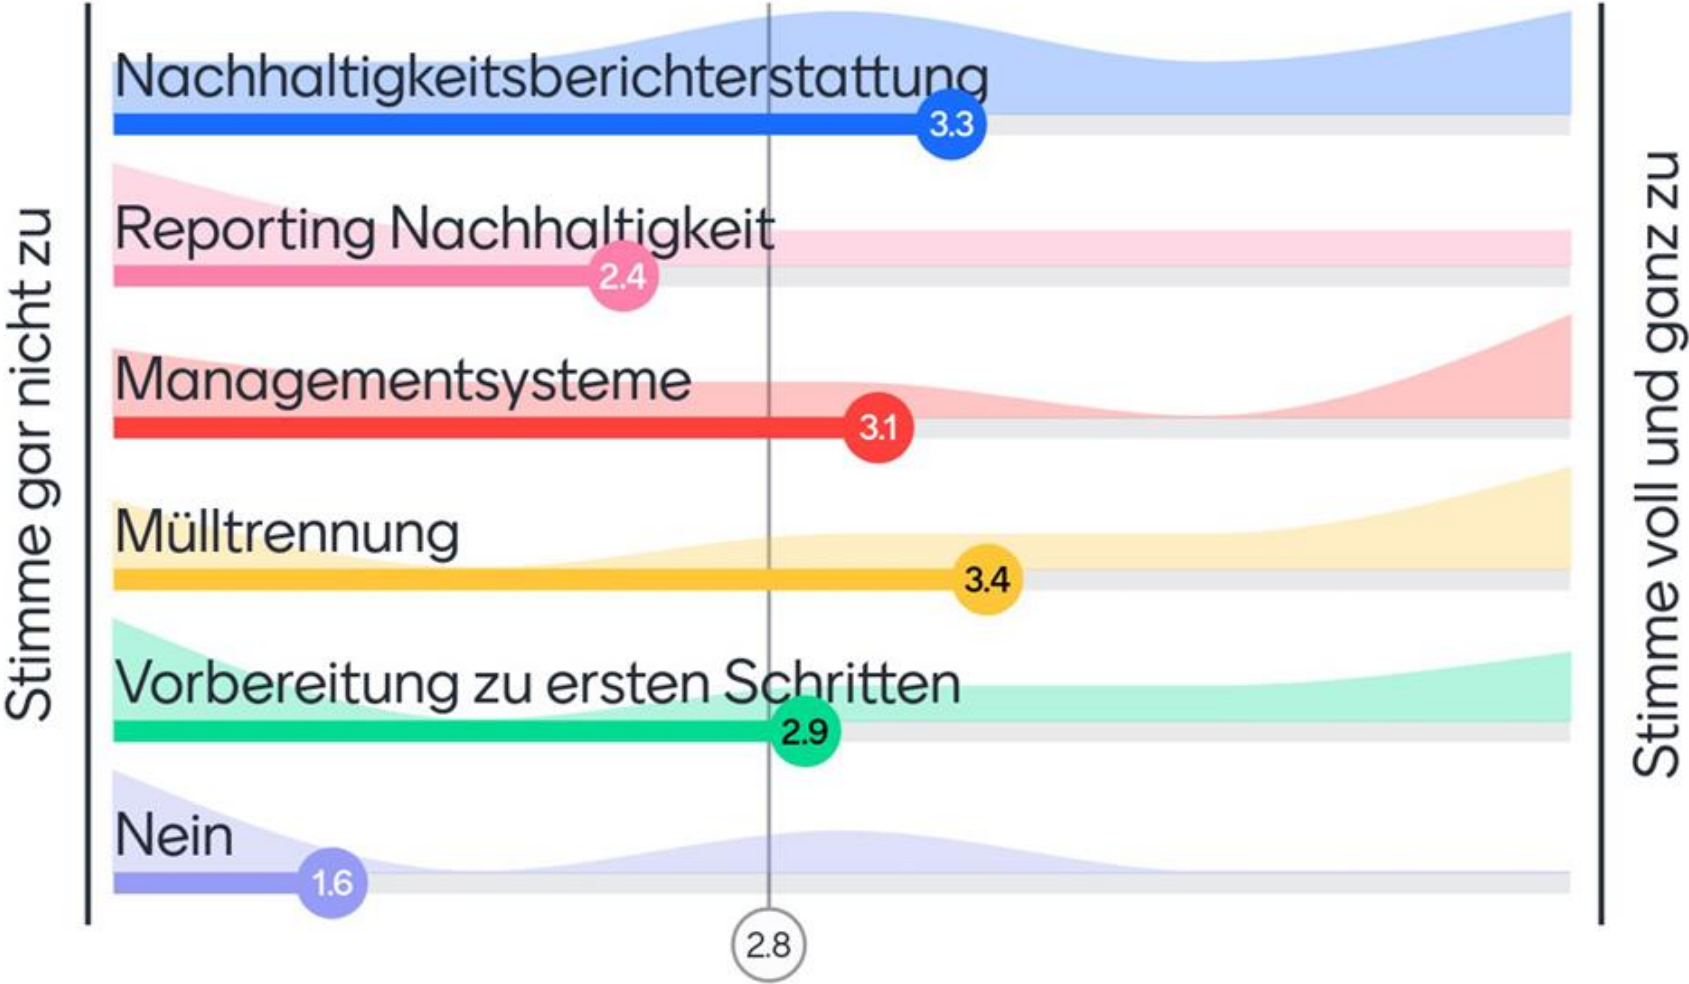 Stimme gar nicht zu
Nachhaltigkeitsberichterstattung
3.3
Reporting Nachhaltigkeit
2.4
Managementsysteme
3.1
Mülltrennung
3.4
Vorbereitung zu ersten Schritten
2.9
Nein
1.6
2.8
Stimme voll und ganz zu